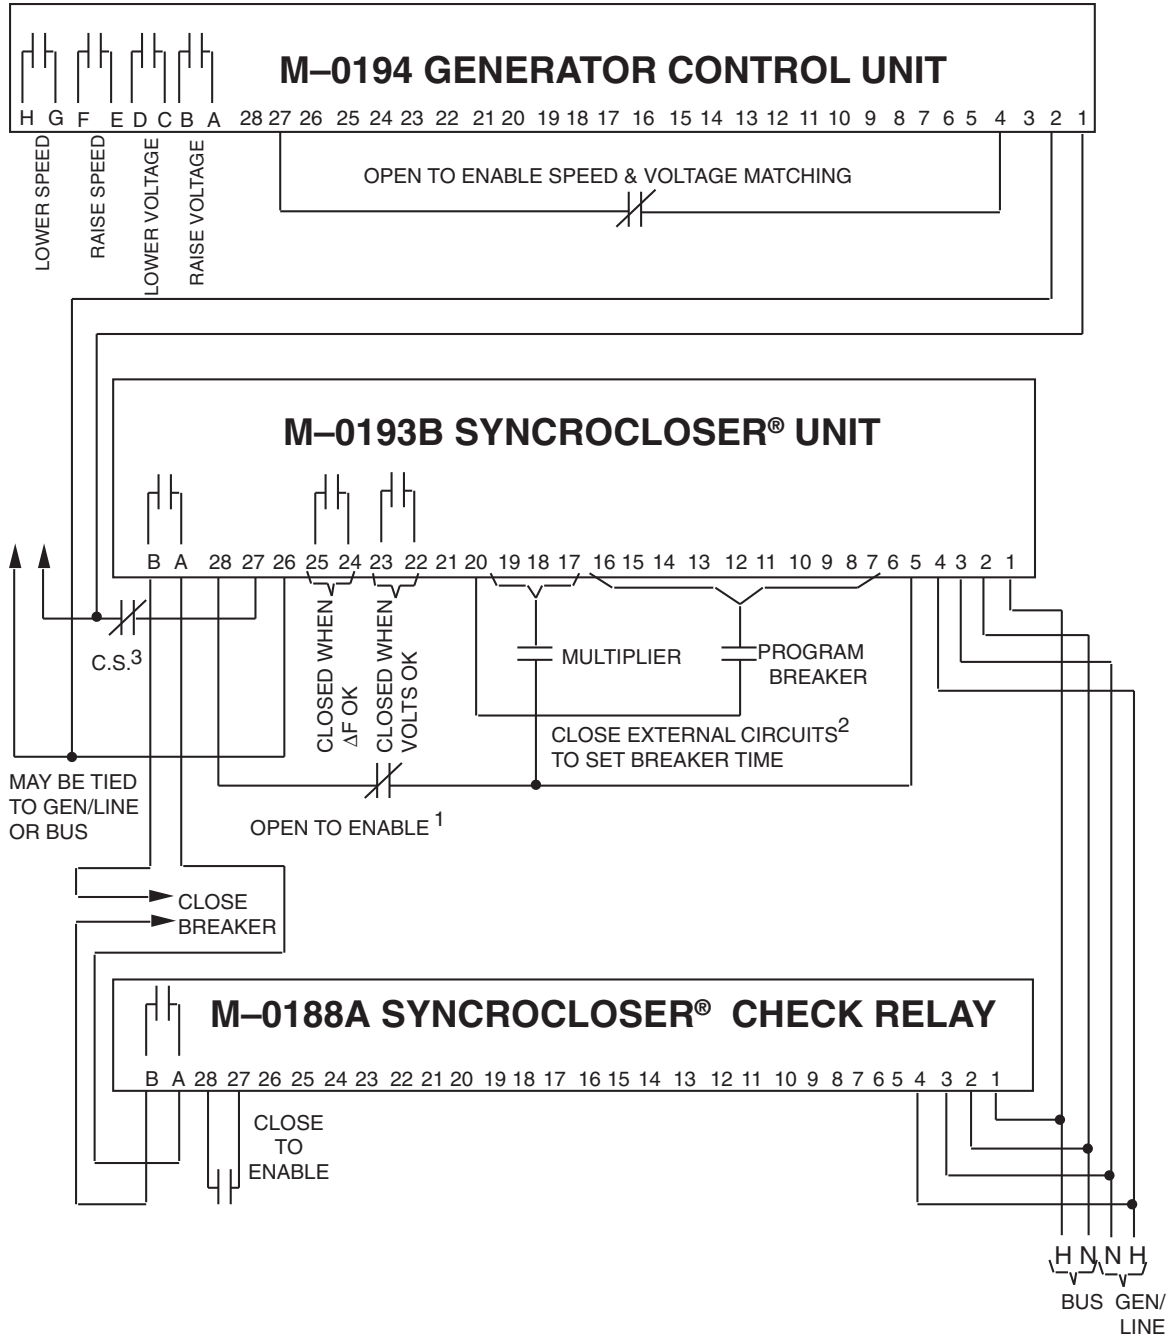 M–0194 GENERATOR CONTROL UNIT
H G F E D C B A 28 27 26 25 24 23 22 21 20 19 18 17 16 15 14 13 12 11 10 9 8 7 6 5 4 3 2 1
LOWER SPEED
RAISE SPEED
LOWER VOLTAGE
RAISE VOLTAGE
OPEN TO ENABLE SPEED & VOLTAGE MATCHING
M–0193B SYNCROCLOSER® UNIT
B A 28 27 26 25 24 23 22 21 20 19 18 17 16 15 14 13 12 11 10 9 8 7 6 5 4 3 2 1
C.S.3
CLOSED WHEN
ΔF OK
CLOSED WHEN
VOLTS OK
MULTIPLIER
PROGRAM
BREAKER
CLOSE EXTERNAL CIRCUITS2
TO SET BREAKER TIME
MAY BE TIED
TO GEN/LINE
OR BUS
OPEN TO ENABLE 1
CLOSE
BREAKER
M–0188A SYNCROCLOSER® CHECK RELAY
B A 28 27 26 25 24 23 22 21 20 19 18 17 16 15 14 13 12 11 10 9 8 7 6 5 4 3 2 1
CLOSE
TO
ENABLE
H N N H
BUS GEN/
LINE